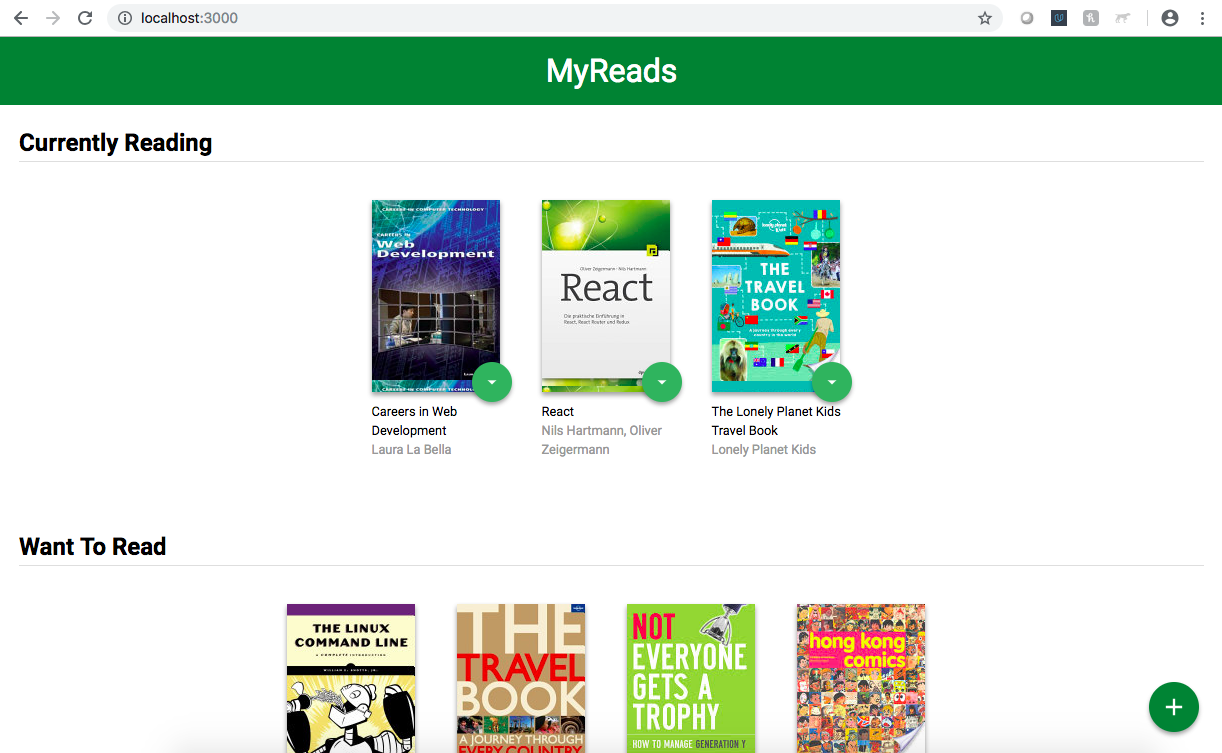 localhost:3000
MyReads
Currently Reading
CAREERS IN COMPUTER TECHNOLOGY
CAREERS IN
Web
Development
Oliver Zeigermann · Nils Hartmann
React
Die praktische Einführung in
React, React Router und Redux
lonely planet
Kids
THE
TRAVEL
BOOK
A journey through every
country in the world
Careers in Web
Development
Laura La Bella
React
Nils Hartmann, Oliver
Zeigermann
The Lonely Planet Kids
Travel Book
Lonely Planet Kids
Want To Read
THE LINUX
COMMAND LINE
A COMPLETE INTRODUCTION
WILLIAM E. SHOTTS, JR.
THE
TRAVEL
BOOK
A JOURNEY THROUGH
EVERY COUNTRY
NOT
EVERYONE
GETS A
TROPHY
HOW TO MANAGE GENERATION Y
hong kong
comics